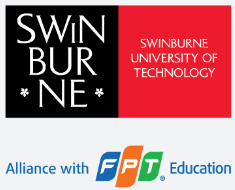 SWiN
BUR
NE
SWINBURNE
UNIVERSITY OF
TECHNOLOGY
Alliance with FPT® Education